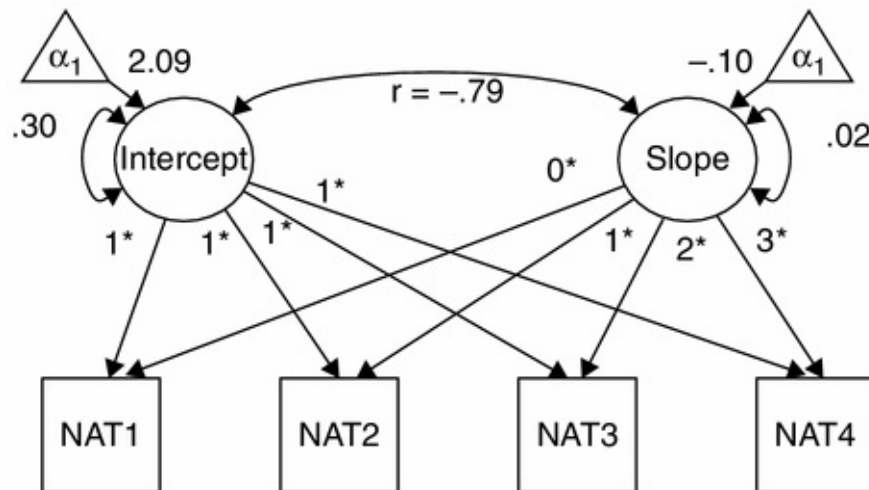 α1 2.09 –.10 α1
r = –.79
.30 .02
Intercept 0* Slope
1*
1* 1* 1* 1* 2* 3*
NAT1 NAT2 NAT3 NAT4